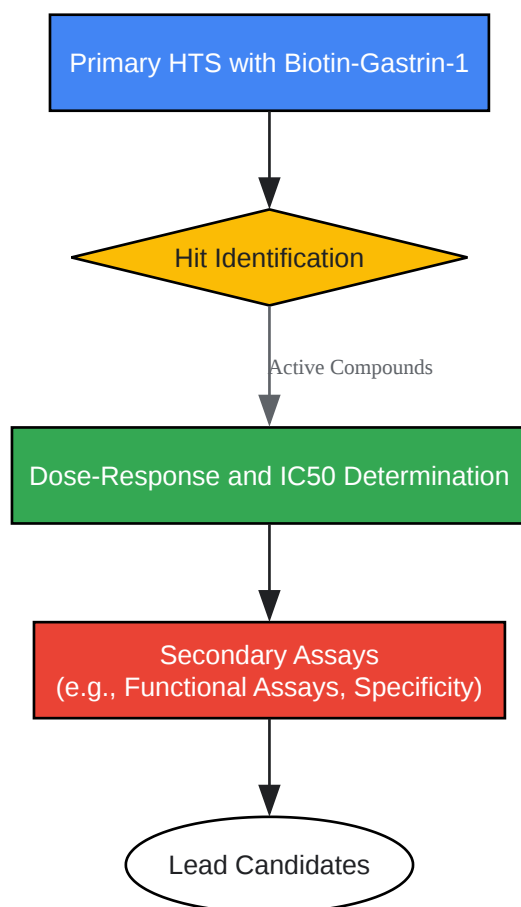 Primary HTS with Biotin-Gastrin-1
Hit Identification
Active Compounds
Dose-Response and IC50 Determination
Secondary Assays
(e.g., Functional Assays, Specificity)
Lead Candidates